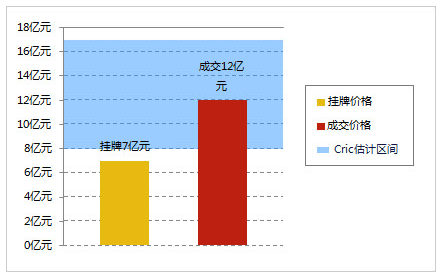 18亿元
16亿元
14亿元
12亿元
10亿元
8亿元
6亿元
4亿元
2亿元
0亿元
挂牌7亿元
成交12亿
元
挂牌价格
成交价格
Cric估计区间